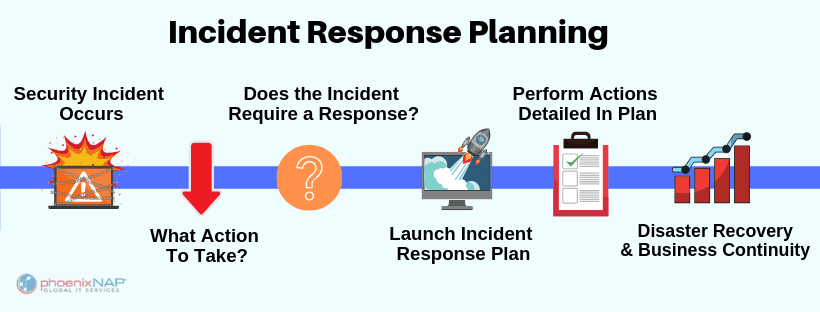 Incident Response Planning
Security Incident
Occurs
What Action
To Take?
Does the Incident
Require a Response?
Launch Incident
Response Plan
Perform Actions
Detailed In Plan
Disaster Recovery
& Business Continuity
phoenixNAP
GLOBAL IT SERVICES